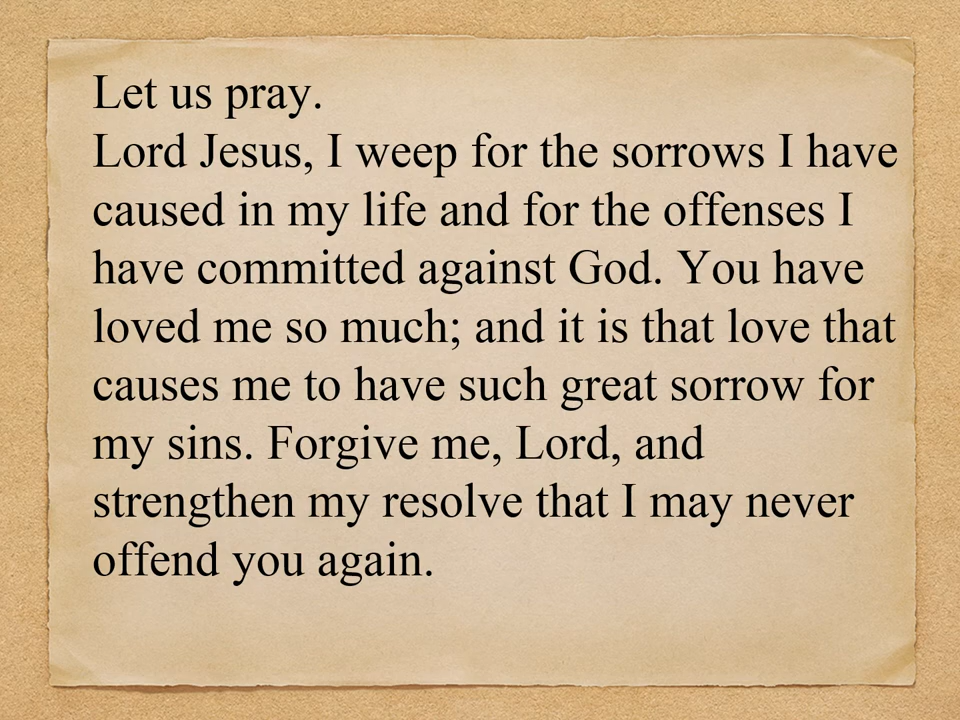 Let us pray.
Lord Jesus, I weep for the sorrows I have
caused in my life and for the offenses I
have committed against God. You have
loved me so much; and it is that love that
causes me to have such great sorrow for
my sins. Forgive me, Lord, and
strengthen my resolve that I may never
offend you again.